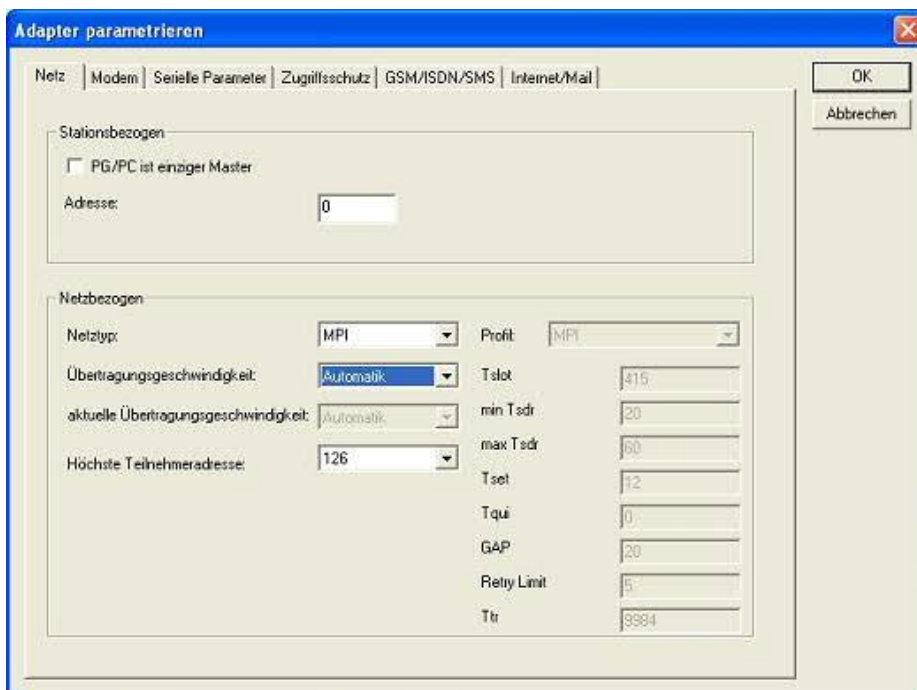 Adapter parametrieren
Netz Modem Serielle Parameter Zugriffsschutz GSM/ISDN/SMS Internet/Mail
OK
Abbrechen
Stationsbezogen
PG/PC ist einziger Master
Adresse: 0
Netzbezogen
Netztyp: MPI
Übertragungsgeschwindigkeit: Automatik
aktuelle Übertragungsgeschwindigkeit: Automatik
Höchste Teilnehmeradresse: 126
Profil: MPI
Tslot 415
min Tsdr 20
max Tsdr 60
Tset 12
Tqui 0
GAP 20
Retry Limit 5
Ttr 9984